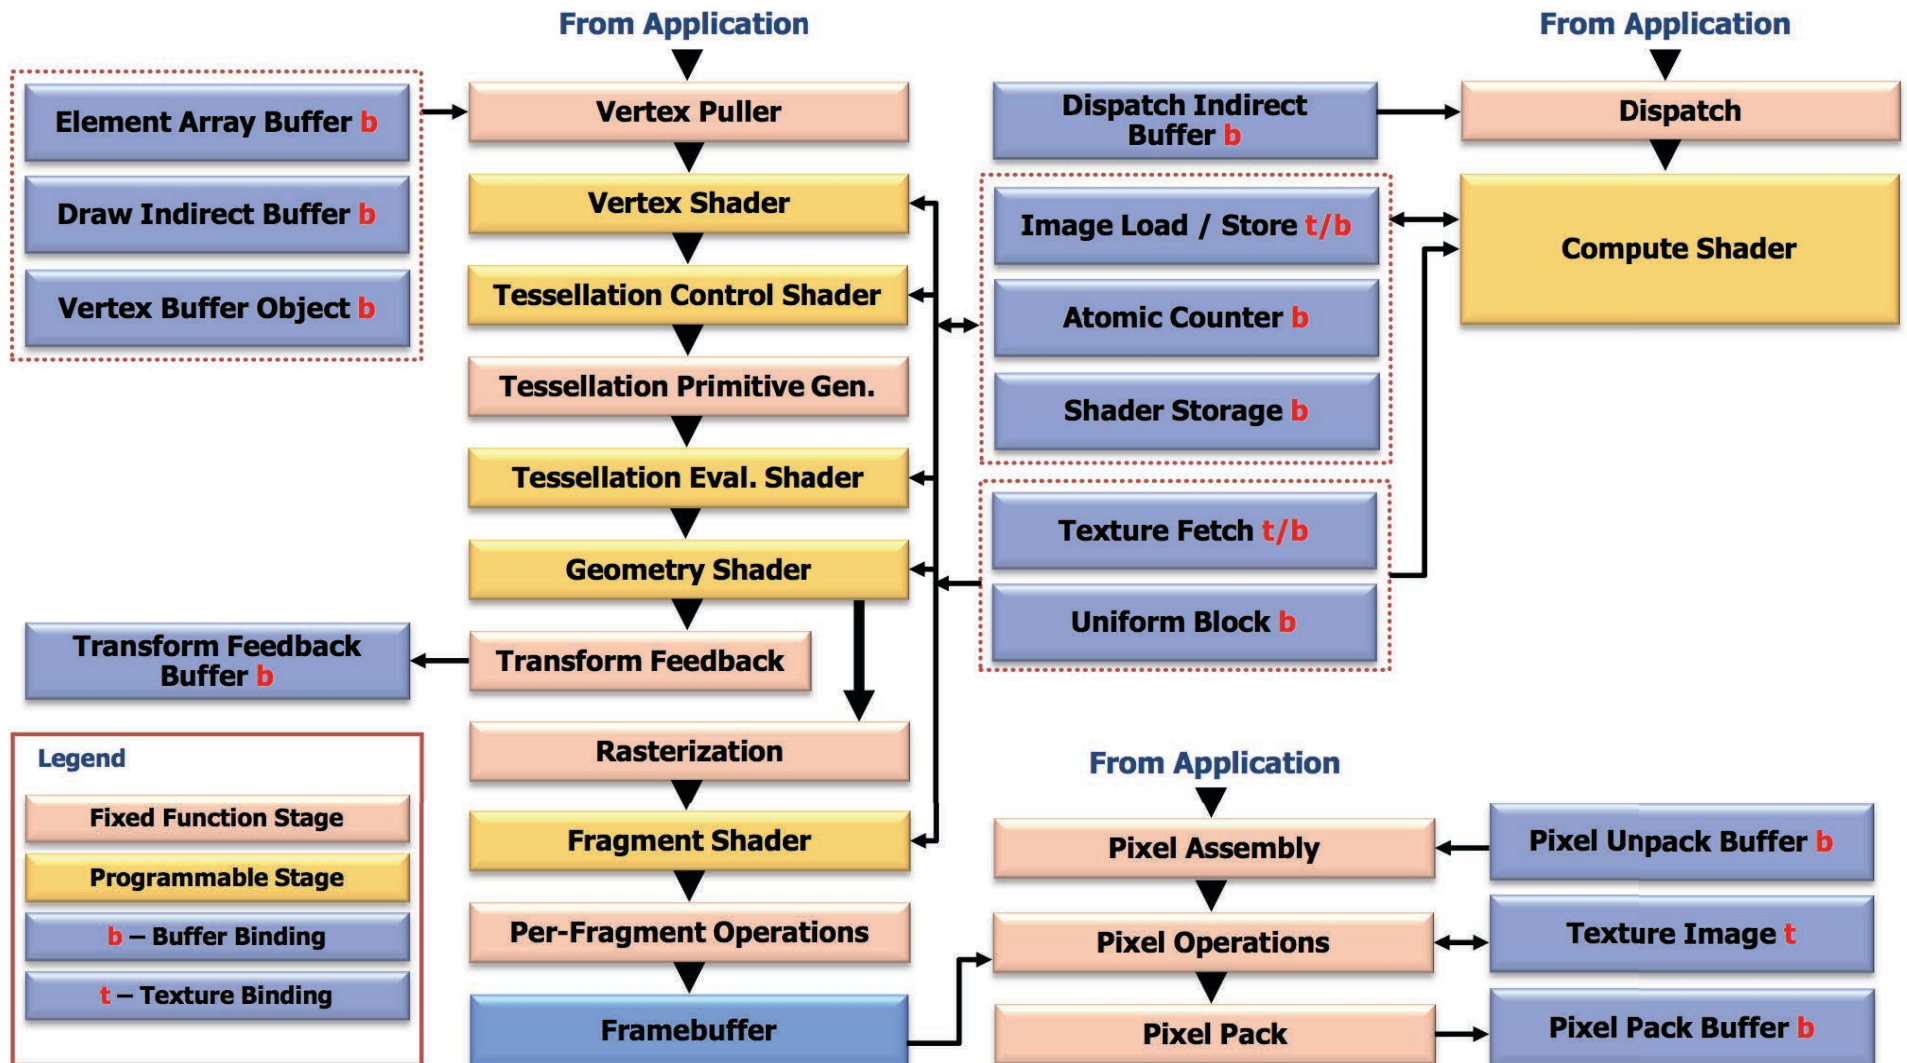 From Application
Element Array Buffer b
Draw Indirect Buffer b
Vertex Buffer Object b
Vertex Puller
Vertex Shader
Tessellation Control Shader
Tessellation Primitive Gen.
Tessellation Eval. Shader
Geometry Shader
Transform Feedback
Transform Feedback
Buffer b
Rasterization
Fragment Shader
Per-Fragment Operations
Framebuffer
Legend
Fixed Function Stage
Programmable Stage
b – Buffer Binding
t – Texture Binding
From Application
Dispatch Indirect
Buffer b
Dispatch
Image Load / Store t/b
Atomic Counter b
Shader Storage b
Compute Shader
Texture Fetch t/b
Uniform Block b
From Application
Pixel Assembly
Pixel Unpack Buffer b
Pixel Operations
Texture Image t
Pixel Pack
Pixel Pack Buffer b